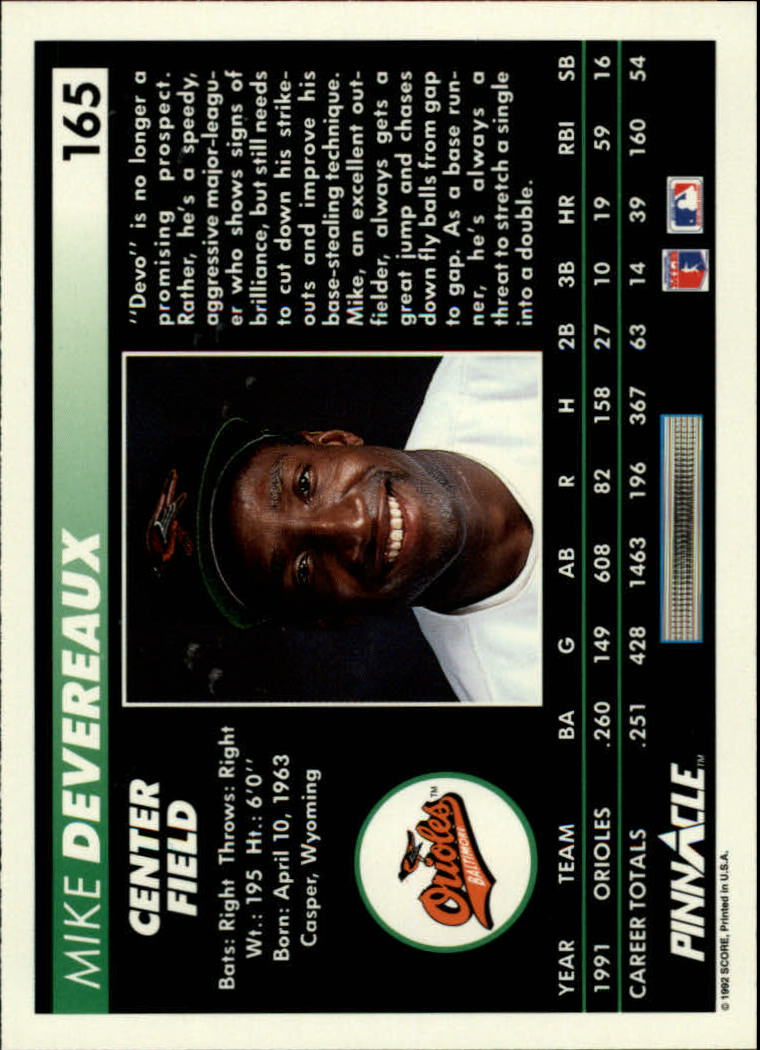 MIKE DEVEREAUX 165
CENTER
FIELD
Bats: Right Throws: Right
Wt.: 195 Ht.: 6'0''
Born: April 10, 1963
Casper, Wyoming
Orioles TM
BALTIMORE
''Devo'' is no longer a
promising prospect.
Rather, he's a speedy,
aggressive major-leagu-
er who shows signs of
brilliance, but still needs
to cut down his strike-
outs and improve his
base-stealing technique.
Mike, an excellent out-
fielder, always gets a
great jump and chases
down fly balls from gap
to gap. As a base run-
ner, he's always a
threat to stretch a single
into a double.
YEAR TEAM BA G AB R H 2B 3B HR RBI SB
1991 ORIOLES .260 149 608 82 158 27 10 19 59 16
CAREER TOTALS .251 428 1463 196 367 63 14 39 160 54
PINNACLE TM
© 1992 SCORE, Printed in U.S.A.